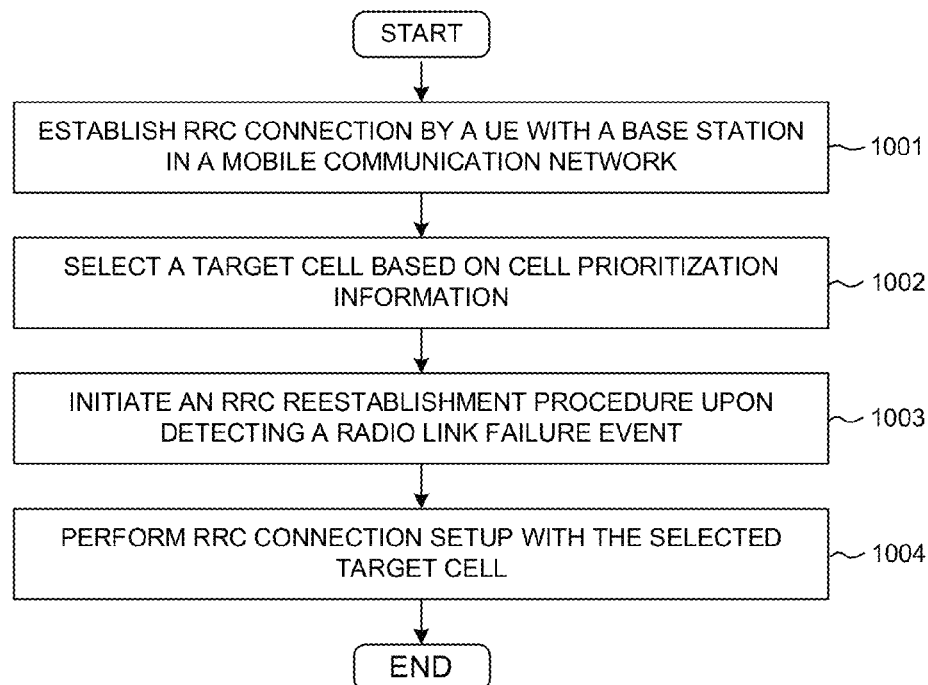 START
ESTABLISH RRC CONNECTION BY A UE WITH A BASE STATION
IN A MOBILE COMMUNICATION NETWORK
1001
SELECT A TARGET CELL BASED ON CELL PRIORITIZATION
INFORMATION
1002
INITIATE AN RRC REESTABLISHMENT PROCEDURE UPON
DETECTING A RADIO LINK FAILURE EVENT
1003
PERFORM RRC CONNECTION SETUP WITH THE SELECTED
TARGET CELL
1004
END